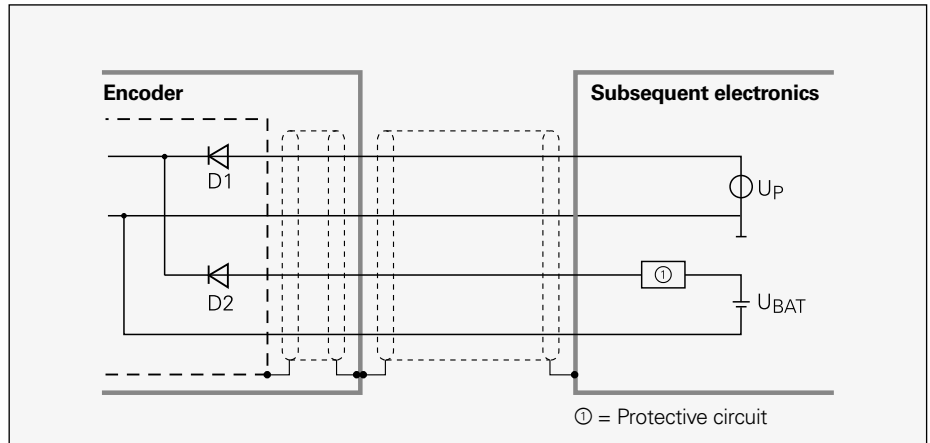 Encoder
Subsequent electronics
D1
UP
①
D2
UBAT
① = Protective circuit